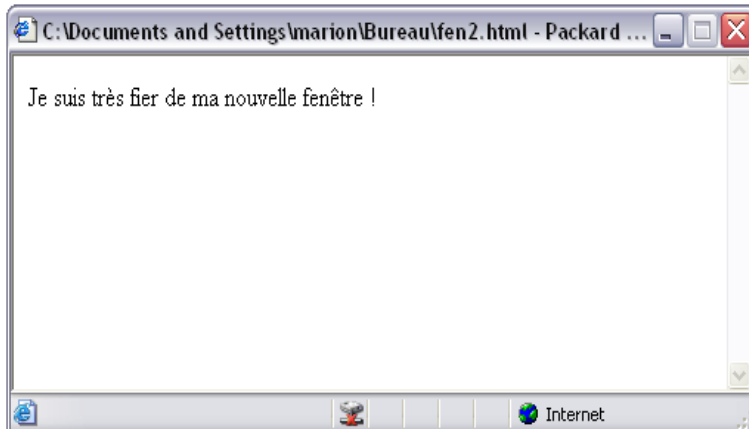 C:\Documents and Settings\marion\Bureau\fen2.html - Packard ...
Je suis très fier de ma nouvelle fenêtre !
Internet